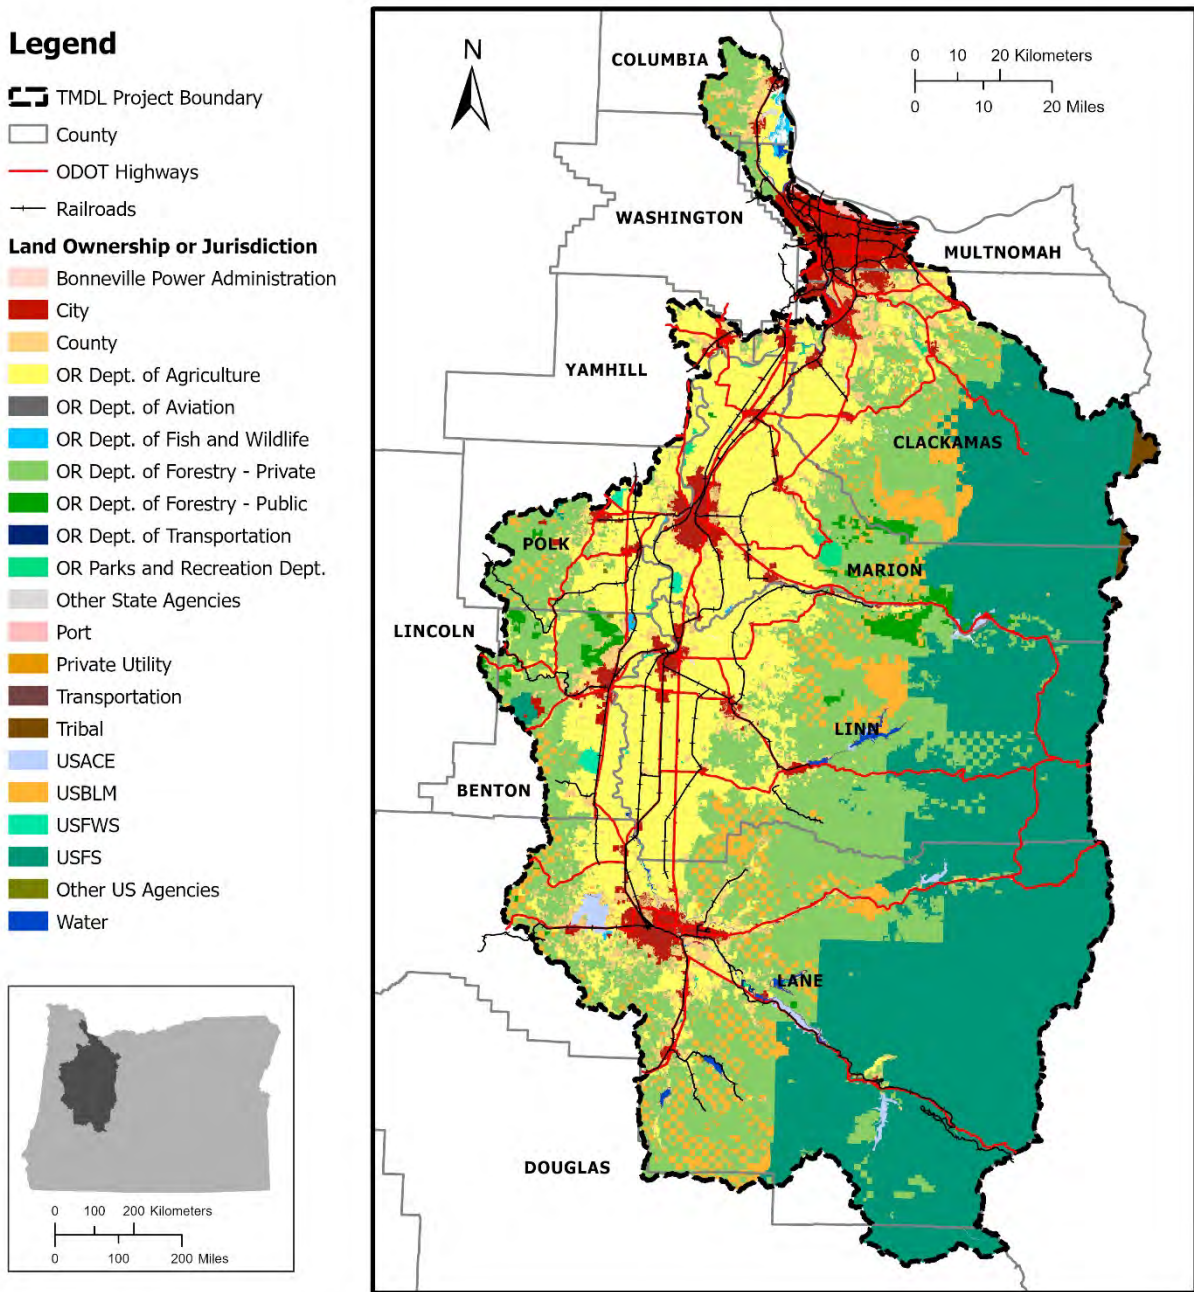 Legend
TMDL Project Boundary
County
ODOT Highways
Railroads
Land Ownership or Jurisdiction
Bonneville Power Administration
City
County
OR Dept. of Agriculture
OR Dept. of Aviation
OR Dept. of Fish and Wildlife
OR Dept. of Forestry - Private
OR Dept. of Forestry - Public
OR Dept. of Transportation
OR Parks and Recreation Dept.
Other State Agencies
Port
Private Utility
Transportation
Tribal
USACE
USBLM
USFWS
USFS
Other US Agencies
Water
0 100 200 Kilometers
0 100 200 Miles
N
0 10 20 Kilometers
0 10 20 Miles
COLUMBIA
WASHINGTON
MULTNOMAH
YAMHILL
CLACKAMAS
POLK
MARION
LINCOLN
LINN
BENTON
LANE
DOUGLAS